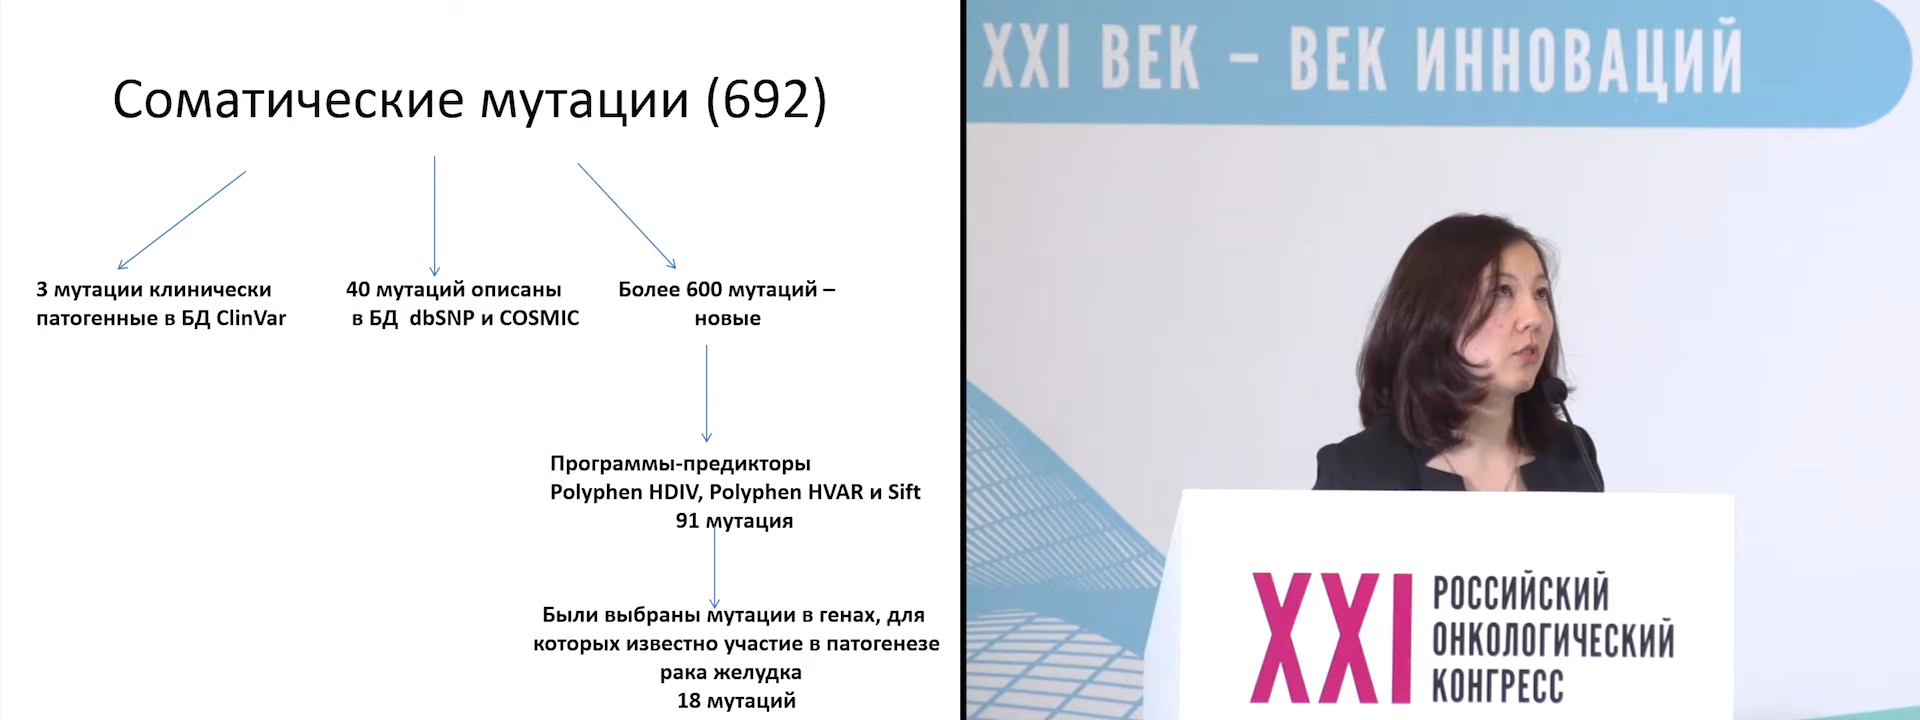 Соматические мутации (692)
3 мутации клинически
патогенные в БД ClinVar
40 мутаций описаны
в БД dbSNP и COSMIC
Более 600 мутаций –
новые
Программы-предикторы
Polyphen HDIV, Polyphen HVAR и Sift
91 мутация
Были выбраны мутации в генах, для
которых известно участие в патогенезе
рака желудка
18 мутаций
XXI ВЕК – ВЕК ИННОВАЦИЙ
XXI РОССИЙСКИЙ
ОНКОЛОГИЧЕСКИЙ
КОНГРЕСС